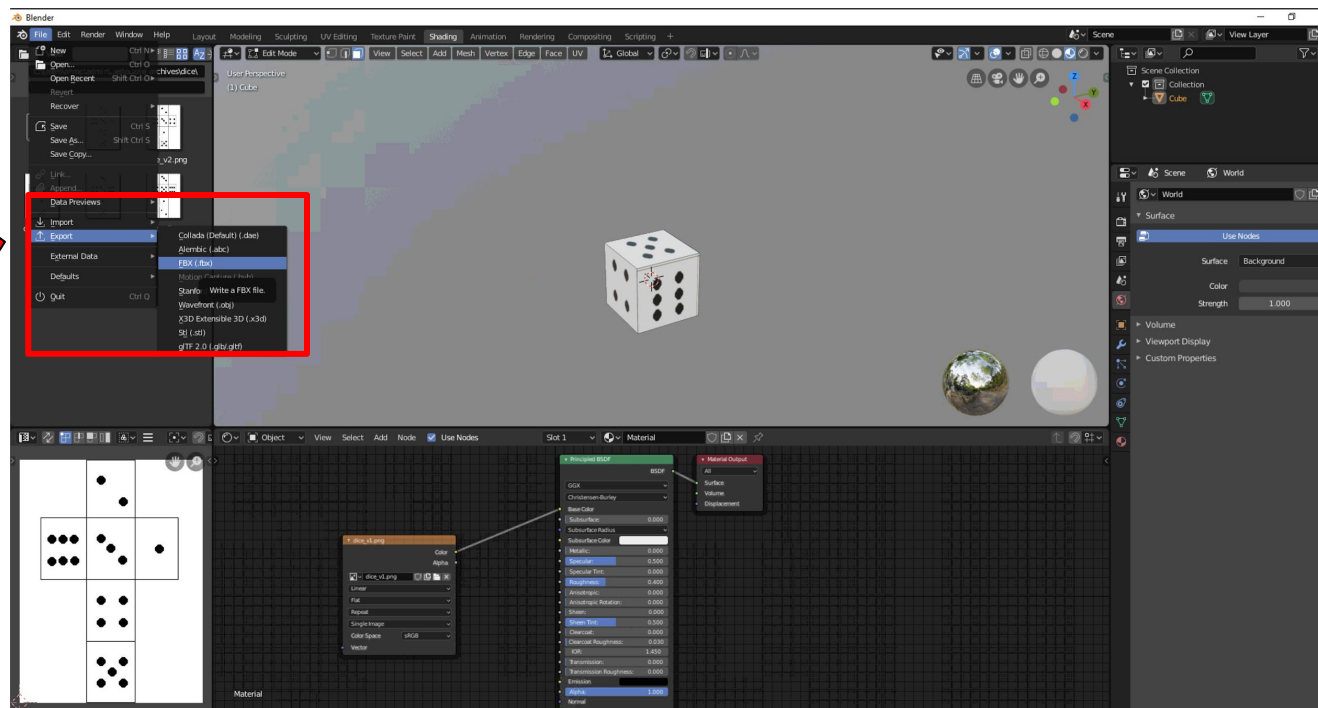 Blender
File Edit Render Window Help Layout Modeling Sculpting UV Editing Texture Paint Shading Animation Rendering Compositing Scripting + Scene View Layer
New Ctrl N
Open... Ctrl O
Open Recent Shift Ctrl O
Revert
Recover
Save Ctrl S
Save As... Shift Ctrl S
Save Copy...
Link...
Append...
Data Previews
Import
Export
External Data
Defaults
Quit Ctrl Q
chives\dice\
e_v2.png
Collada (Default) (.dae)
Alembic (.abc)
FBX (.fbx)
Motion Capture (.bvh)
Stanfo
Write a FBX file.
Wavefront (.obj)
X3D Extensible 3D (.x3d)
Stl (.stl)
glTF 2.0 (.glb/.gltf)
Edit Mode View Select Add Mesh Vertex Edge Face UV Global
User Perspective
(1) Cube
Z
Y
X
Scene Collection
Collection
Cube
Scene World
World
Surface
Use Nodes
Surface Background
Color
Strength 1.000
Volume
Viewport Display
Custom Properties
Object View Select Add Node Use Nodes Slot 1 Material
dice_v1.png
Color
Alpha
dice_v1.png
Linear
Flat
Repeat
Single Image
Color Space sRGB
Vector
Principled BSDF
BSDF
GGX
Christensen-Burley
Base Color
Subsurface: 0.000
Subsurface Radius
Subsurface Color
Metallic: 0.000
Specular: 0.500
Specular Tint: 0.000
Roughness: 0.400
Anisotropic: 0.000
Anisotropic Rotation: 0.000
Sheen: 0.000
Sheen Tint: 0.500
Clearcoat: 0.000
Clearcoat Roughness: 0.030
IOR: 1.450
Transmission: 0.000
Transmission Roughness: 0.000
Emission
Alpha: 1.000
Normal
Material Output
All
Surface
Volume
Displacement
Material